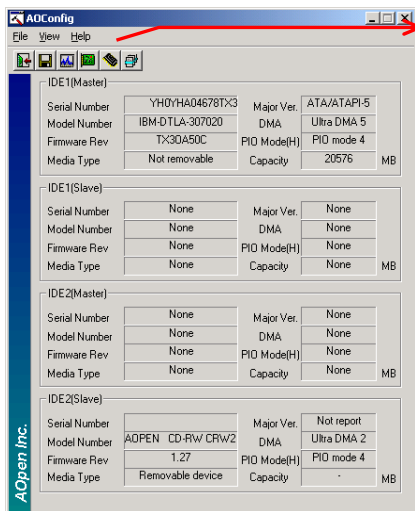 AOConfig
File View Help
IDE1(Master)
Serial Number YH0YHA04678TX3 Major Ver. ATA/ATAPI-5
Model Number IBM-DTLA-307020 DMA Ultra DMA 5
Firmware Rev TX3OA50C PIO Mode(H) PIO mode 4
Media Type Not removable Capacity 20576 MB
IDE1(Slave)
Serial Number None Major Ver. None
Model Number None DMA None
Firmware Rev None PIO Mode(H) None
Media Type None Capacity None MB
IDE2(Master)
Serial Number None Major Ver. None
Model Number None DMA None
Firmware Rev None PIO Mode(H) None
Media Type None Capacity None MB
IDE2(Slave)
Serial Number Major Ver. Not report
Model Number AOPEN CD-RW CRW2 DMA Ultra DMA 2
Firmware Rev 1.27 PIO Mode(H) PIO mode 4
Media Type Removable device Capacity - MB
AOpen Inc.